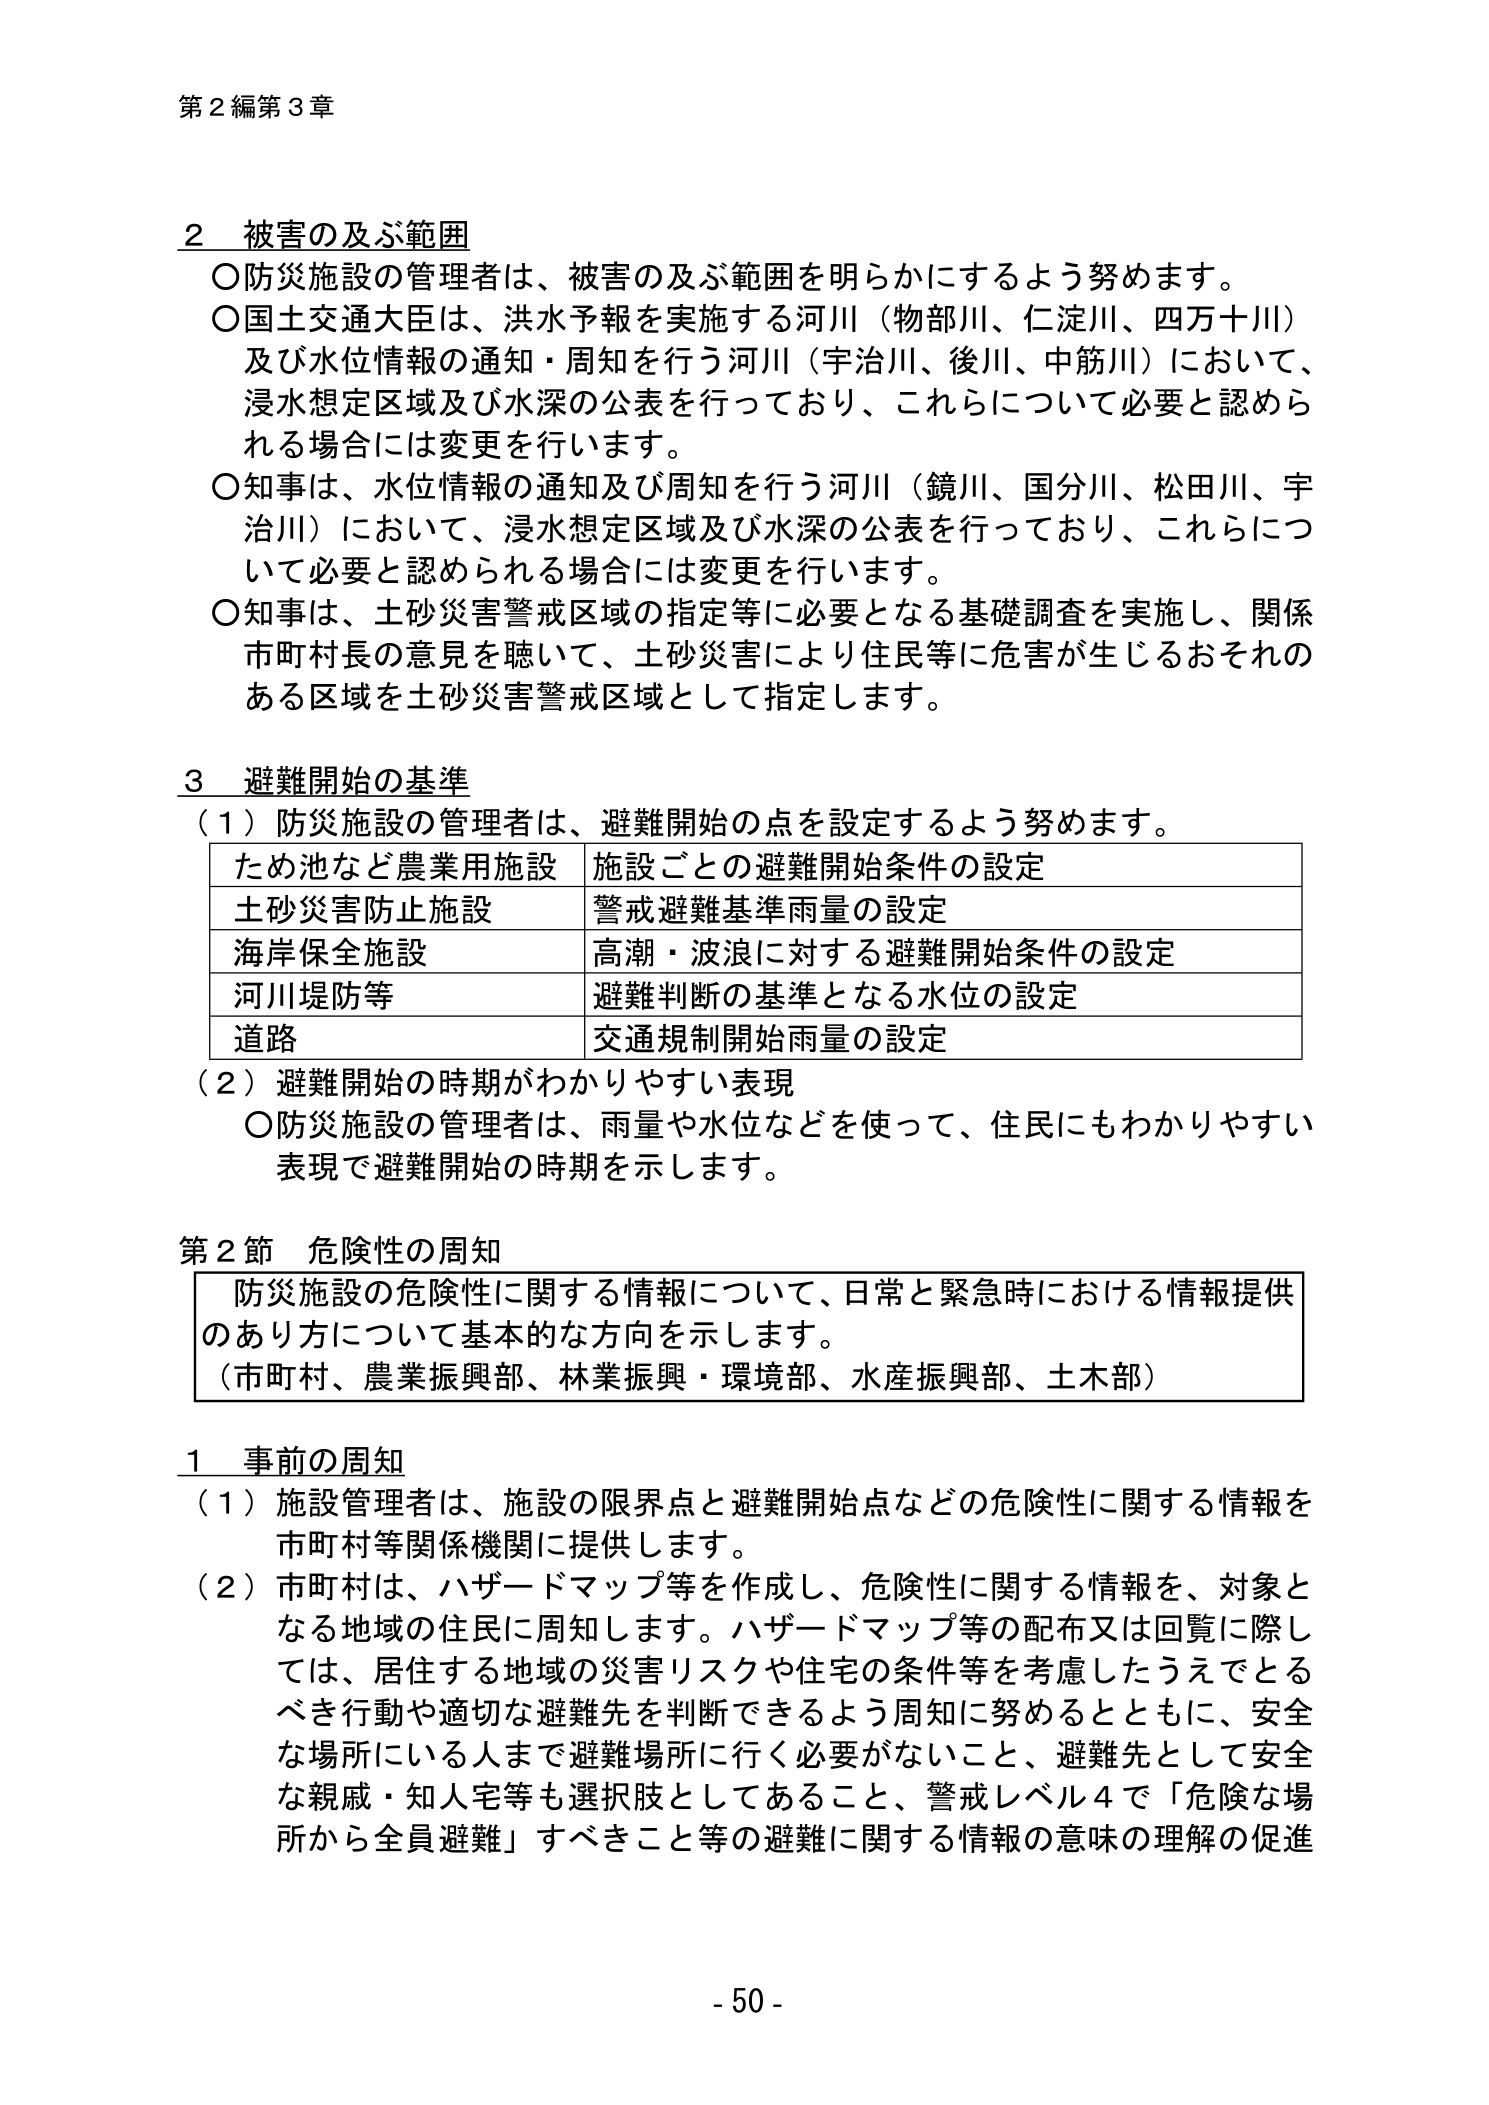 第２編第３章
２　被害の及ぶ範囲
○防災施設の管理者は、被害の及ぶ範囲を明らかにするよう努めます。
○国土交通大臣は、洪水予報を実施する河川（物部川、仁淀川、四万十川）
及び水位情報の通知・周知を行う河川（宇治川、後川、中筋川）において、
浸水想定区域及び水深の公表を行っており、これらについて必要と認めら
れる場合には変更を行います。
○知事は、水位情報の通知及び周知を行う河川（鏡川、国分川、松田川、宇
治川）において、浸水想定区域及び水深の公表を行っており、これらにつ
いて必要と認められる場合には変更を行います。
○知事は、土砂災害警戒区域の指定等に必要となる基礎調査を実施し、関係
市町村長の意見を聴いて、土砂災害により住民等に危害が生じるおそれの
ある区域を土砂災害警戒区域として指定します。
３　避難開始の基準
（１）防災施設の管理者は、避難開始の点を設定するよう努めます。
ため池など農業用施設　施設ごとの避難開始条件の設定
土砂災害防止施設　警戒避難基準雨量の設定
海岸保全施設　高潮・波浪に対する避難開始条件の設定
河川堤防等　避難判断の基準となる水位の設定
道路　交通規制開始雨量の設定
（２）避難開始の時期がわかりやすい表現
○防災施設の管理者は、雨量や水位などを使って、住民にもわかりやすい
表現で避難開始の時期を示します。
第２節　危険性の周知
防災施設の危険性に関する情報について、日常と緊急時における情報提供
のあり方について基本的な方向を示します。
（市町村、農業振興部、林業振興・環境部、水産振興部、土木部）
１　事前の周知
（１）施設管理者は、施設の限界点と避難開始点などの危険性に関する情報を
市町村等関係機関に提供します。
（２）市町村は、ハザードマップ等を作成し、危険性に関する情報を、対象と
なる地域の住民に周知します。ハザードマップ等の配布又は回覧に際し
ては、居住する地域の災害リスクや住宅の条件等を考慮したうえでとる
べき行動や適切な避難先を判断できるよう周知に努めるとともに、安全
な場所にいる人まで避難場所に行く必要がないこと、避難先として安全
な親戚・知人宅等も選択肢としてあること、警戒レベル４で「危険な場
所から全員避難」すべきこと等の避難に関する情報の意味の理解の促進
- 50 -